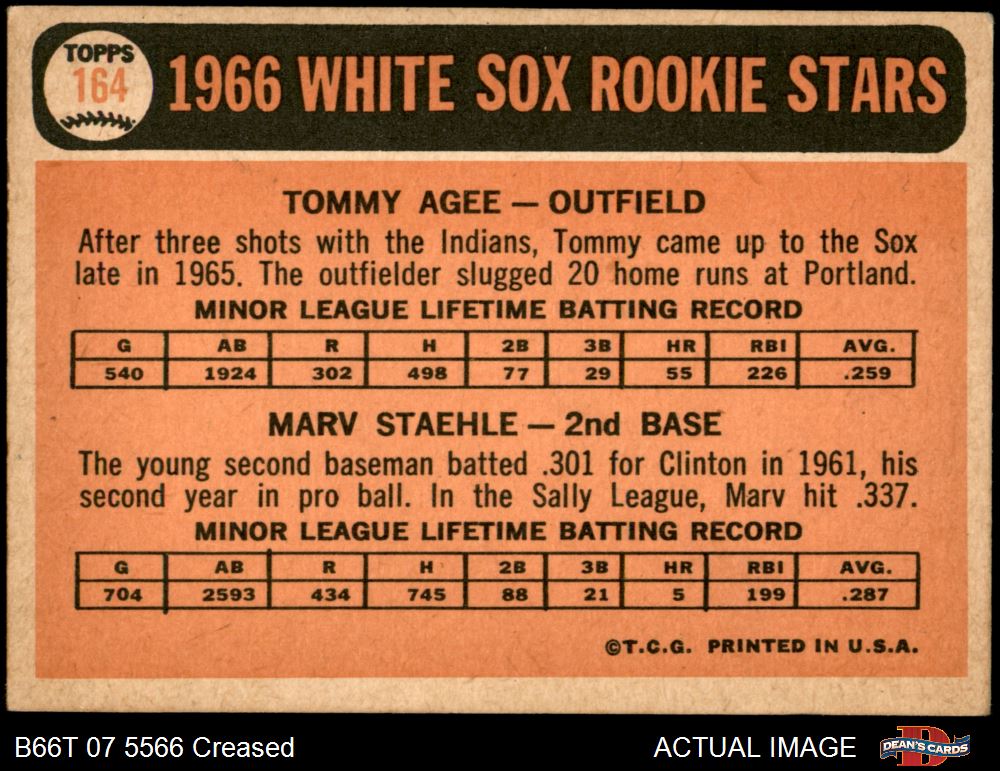 TOPPS
164
1966 WHITE SOX ROOKIE STARS
TOMMY AGEE — OUTFIELD
After three shots with the Indians, Tommy came up to the Sox
late in 1965. The outfielder slugged 20 home runs at Portland.
MINOR LEAGUE LIFETIME BATTING RECORD
G AB R H 2B 3B HR RBI AVG.
540 1924 302 498 77 29 55 226 .259
MARV STAEHLE — 2nd BASE
The young second baseman batted .301 for Clinton in 1961, his
second year in pro ball. In the Sally League, Marv hit .337.
MINOR LEAGUE LIFETIME BATTING RECORD
G AB R H 2B 3B HR RBI AVG.
704 2593 434 745 88 21 5 199 .287
©T.C.G. PRINTED IN U.S.A.
B66T 07 5566 Creased
ACTUAL IMAGE
DEAN'S CARDS